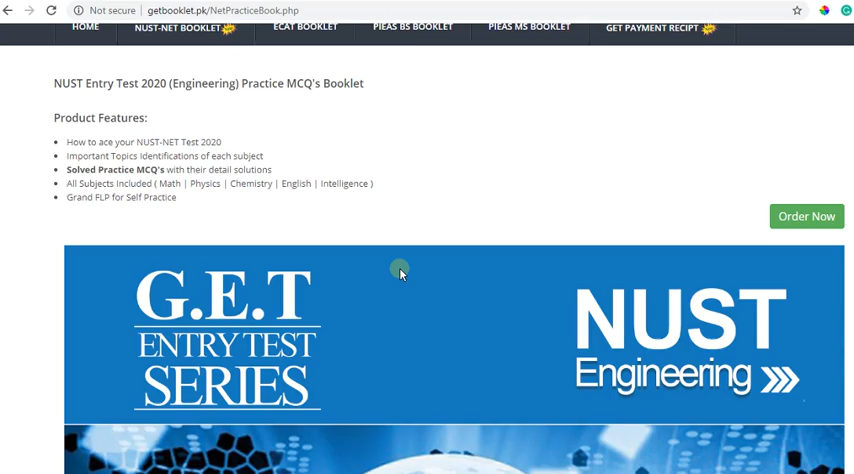 Not secure | getbooklet.pk/NetPracticeBook.php
HOME NUST-NET BOOKLET ECAT BOOKLET PIEAS BS BOOKLET PIEAS MS BOOKLET GET PAYMENT RECIPT
NUST Entry Test 2020 (Engineering) Practice MCQ's Booklet
Product Features:
How to ace your NUST-NET Test 2020
Important Topics Identifications of each subject
Solved Practice MCQ's with their detail solutions
All Subjects Included ( Math | Physics | Chemistry | English | Intelligence )
Grand FLP for Self Practice
Order Now
G.E.T
ENTRY TEST
SERIES
NUST
Engineering